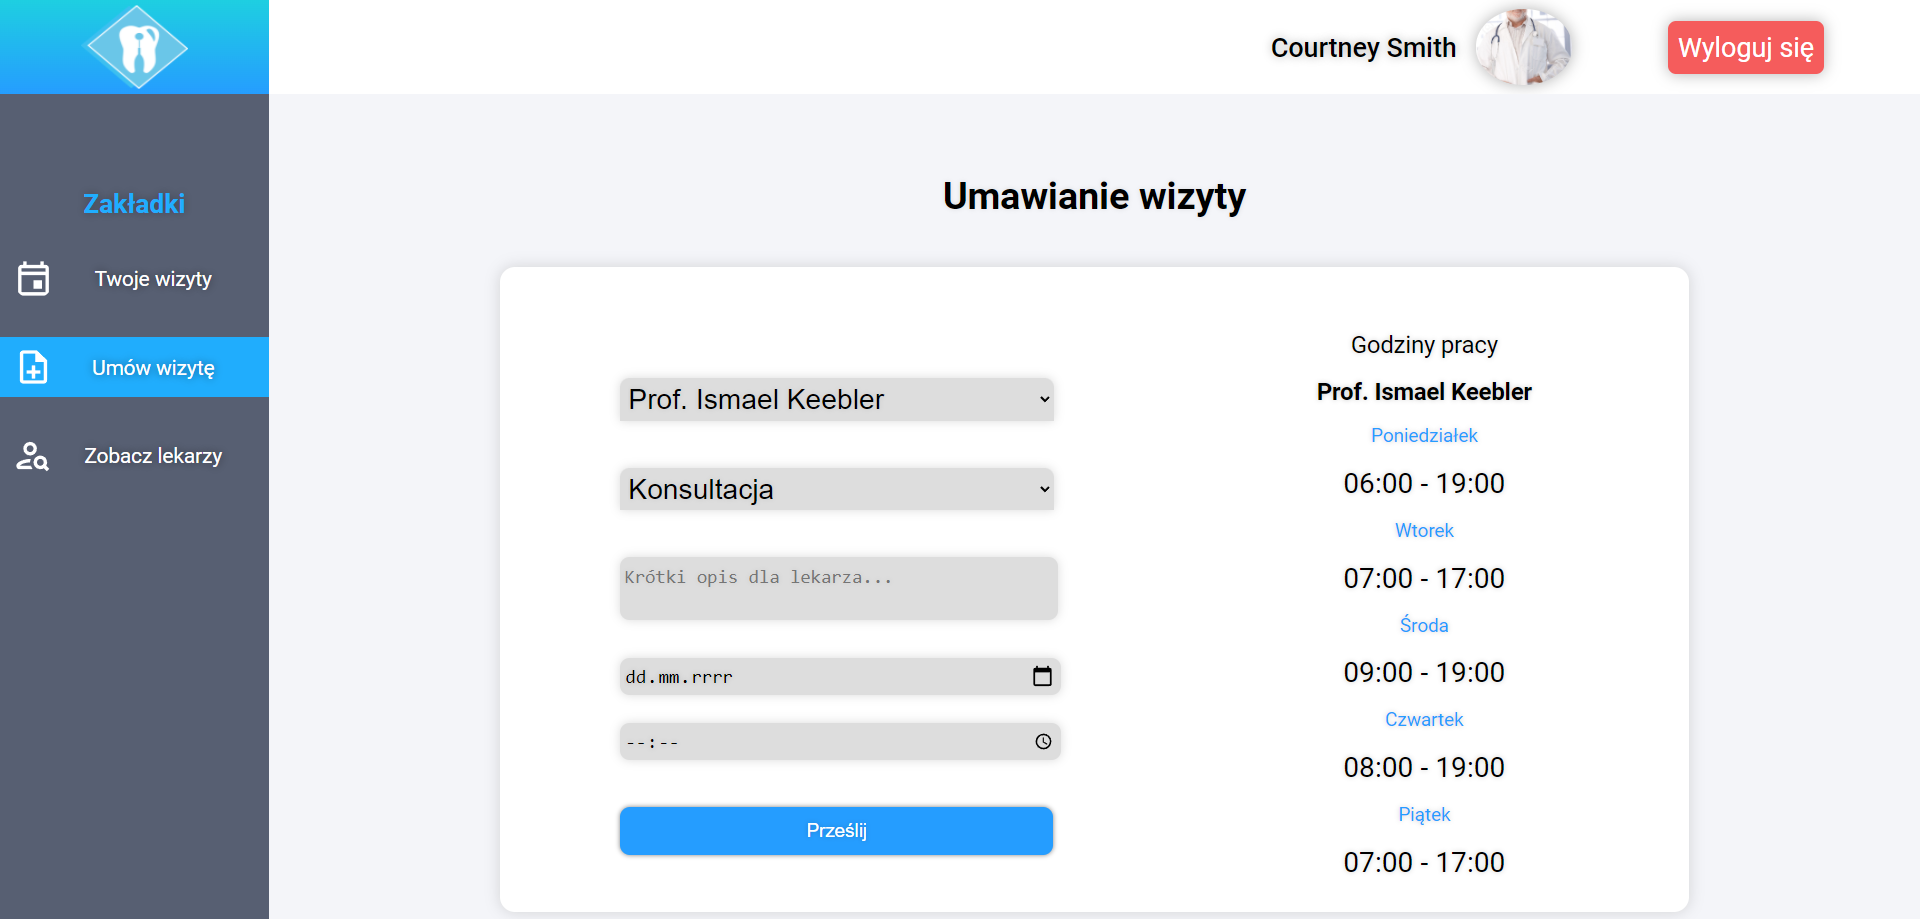 Courtney Smith
Wyloguj się
Zakładki
Twoje wizyty
Umów wizytę
Zobacz lekarzy
Umawianie wizyty
Prof. Ismael Keebler
Konsultacja
Krótki opis dla lekarza...
dd.mm.rrrr
--:--
Prześlij
Godziny pracy
Prof. Ismael Keebler
Poniedziałek
06:00 - 19:00
Wtorek
07:00 - 17:00
Środa
09:00 - 19:00
Czwartek
08:00 - 19:00
Piątek
07:00 - 17:00